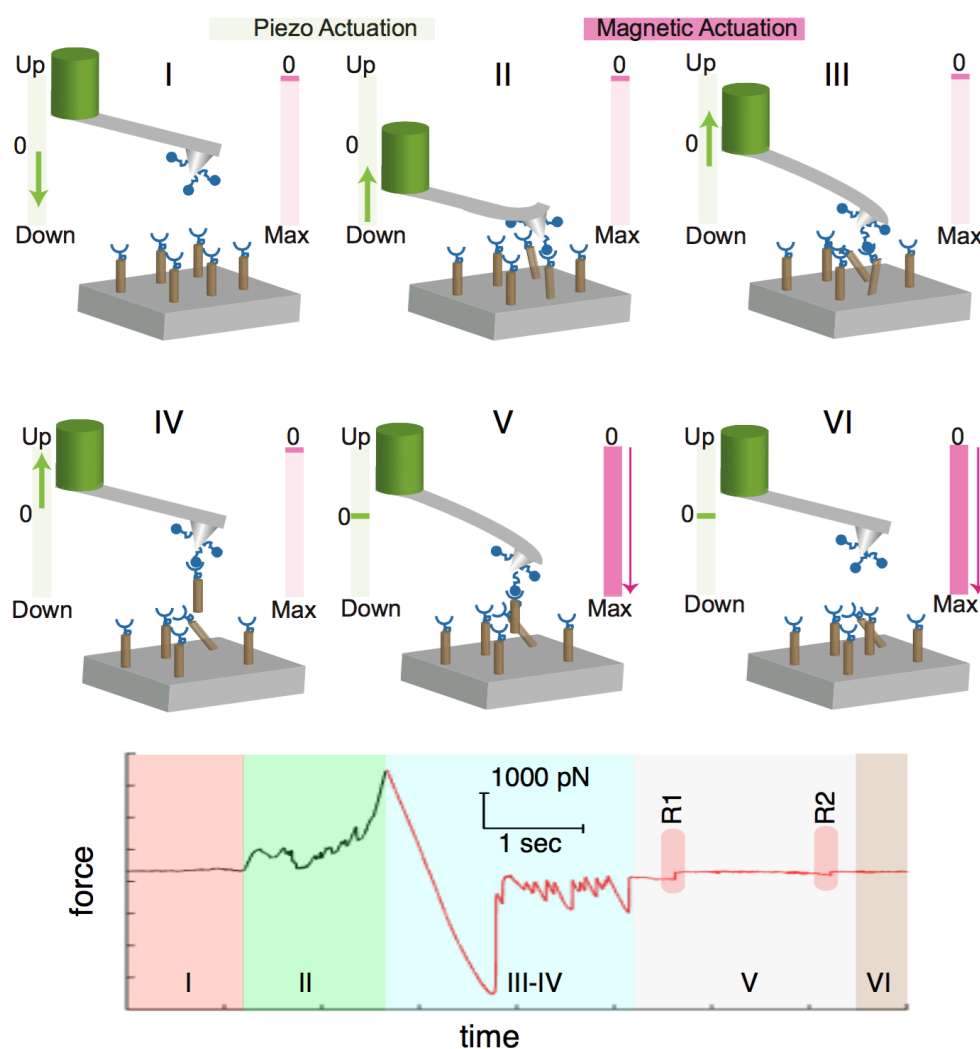 Piezo Actuation
Magnetic Actuation
Up
I
0
0
Down
Max
Up
II
0
0
Down
Max
Up
III
0
0
Down
Max
Up
IV
0
0
Down
Max
Up
V
0
0
Down
Max
Up
VI
0
0
Down
Max
1000 pN
1 sec
R1
R2
force
I
II
III-IV
V
VI
time